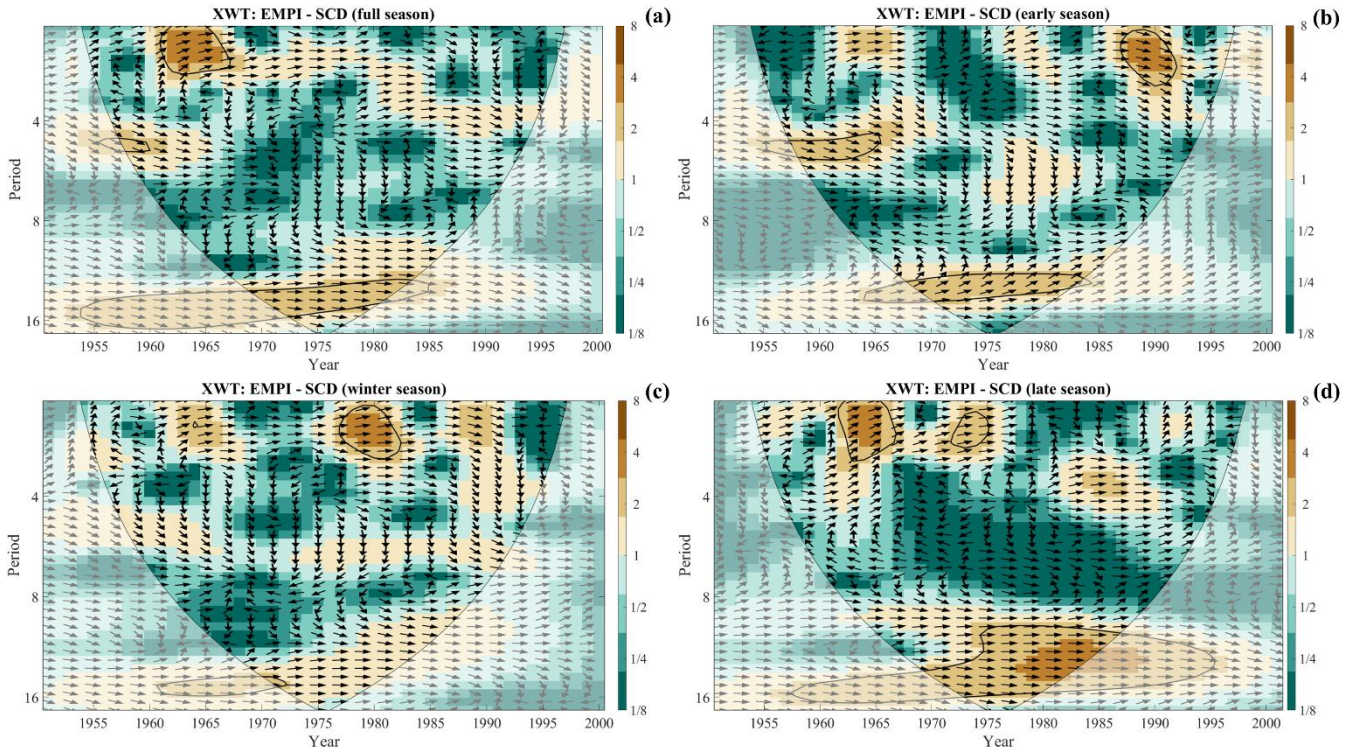 XWT: EMPI - SCD (full season)
(a)
Period
4
8
16
1955 1960 1965 1970 1975 1980 1985 1990 1995 2000
Year
8
4
2
1
1/2
1/4
1/8
XWT: EMPI - SCD (early season)
(b)
Period
4
8
16
1955 1960 1965 1970 1975 1980 1985 1990 1995 2000
Year
8
4
2
1
1/2
1/4
1/8
XWT: EMPI - SCD (winter season)
(c)
Period
4
8
16
1955 1960 1965 1970 1975 1980 1985 1990 1995 2000
Year
8
4
2
1
1/2
1/4
1/8
XWT: EMPI - SCD (late season)
(d)
Period
4
8
16
1955 1960 1965 1970 1975 1980 1985 1990 1995 2000
Year
8
4
2
1
1/2
1/4
1/8